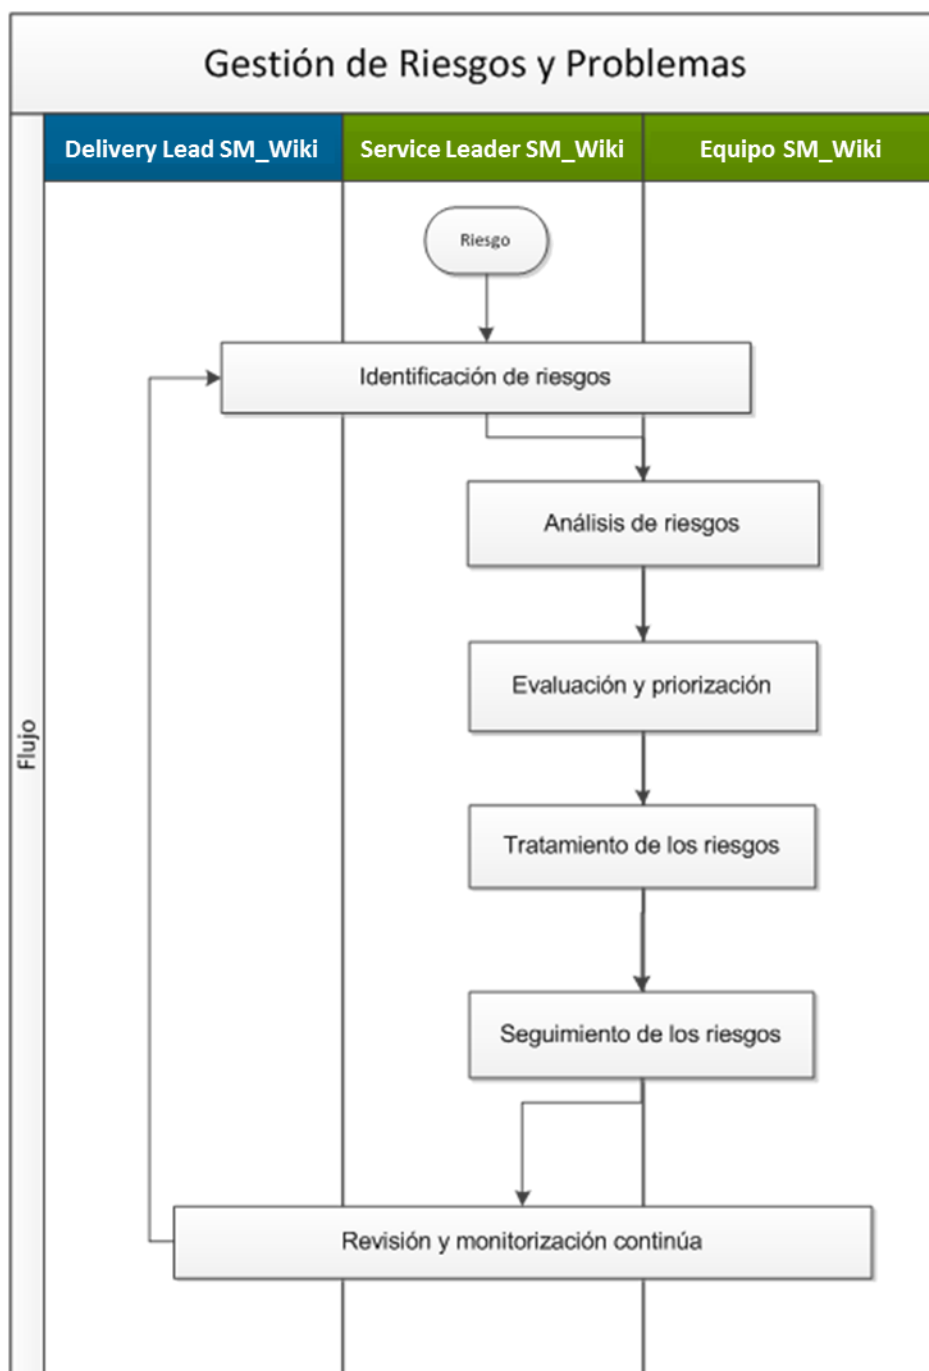 Gestión de Riesgos y Problemas
Delivery Lead SM_Wiki
Service Leader SM_Wiki
Equipo SM_Wiki
Flujo
Riesgo
Identificación de riesgos
Análisis de riesgos
Evaluación y priorización
Tratamiento de los riesgos
Seguimiento de los riesgos
Revisión y monitorización continúa